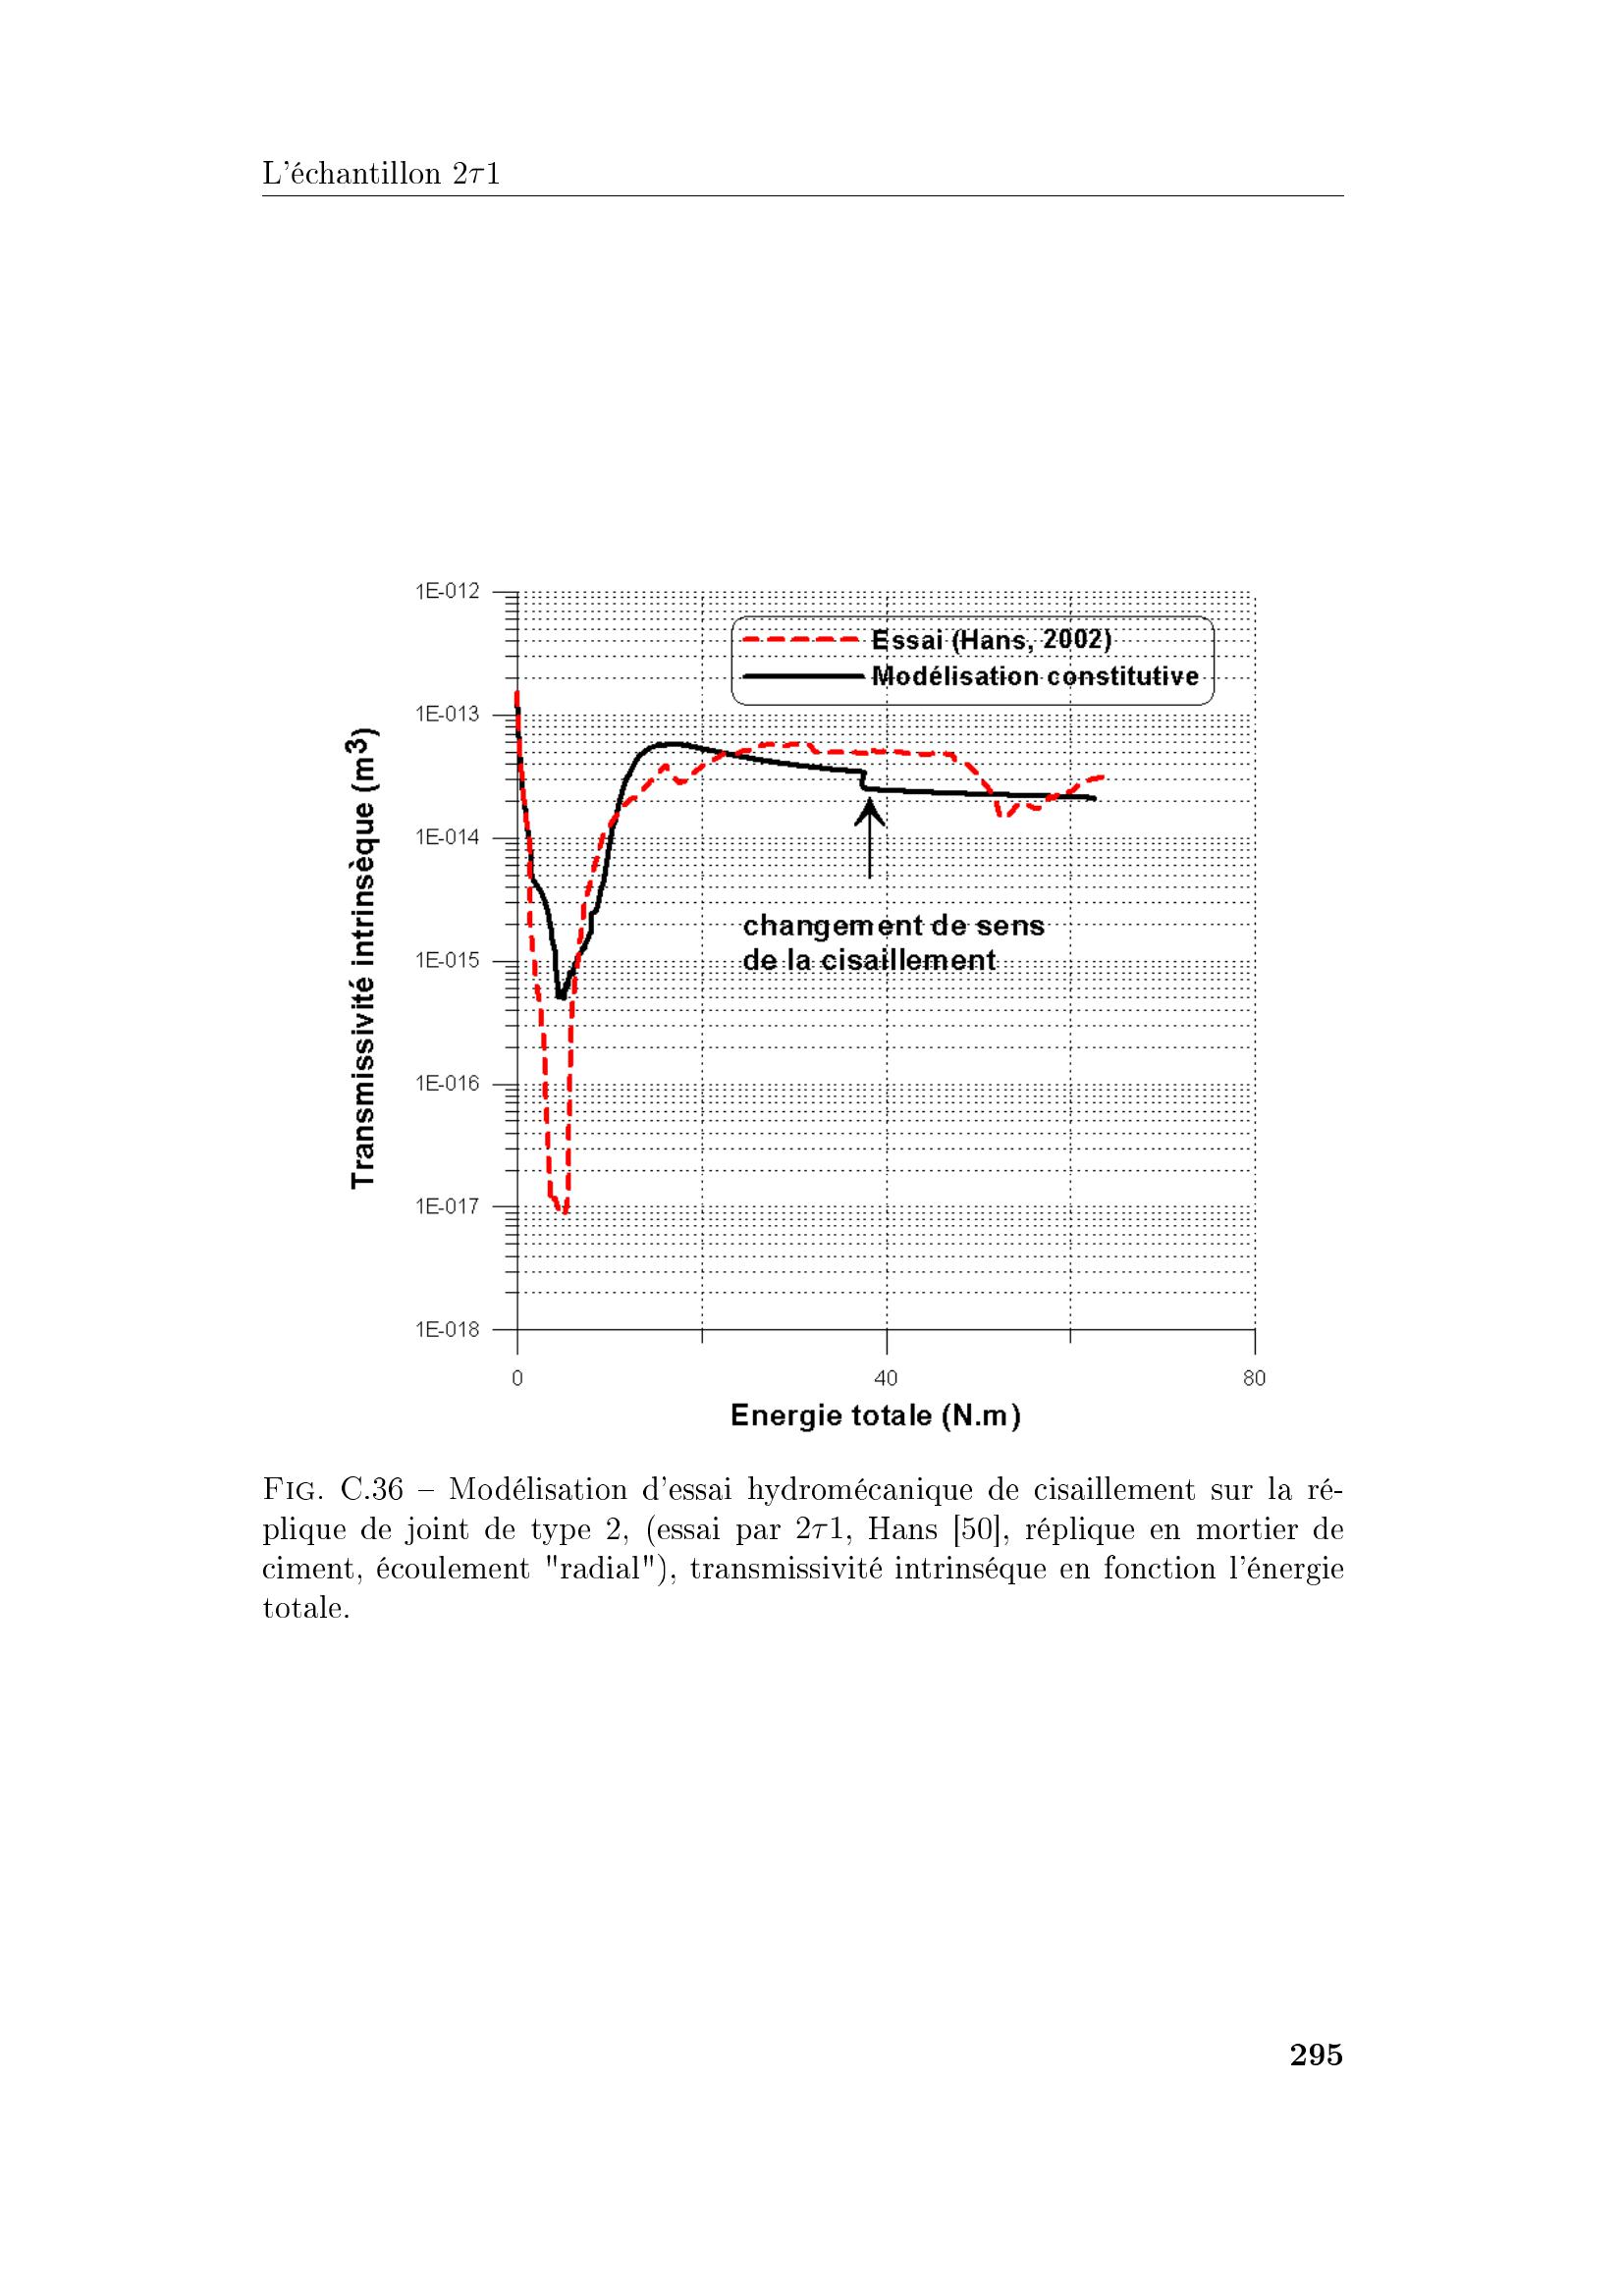 L'échantillon 2τ1
1E-012
Essai (Hans, 2002)
Modélisation constitutive
1E-013
1E-014
changement de sens
de la cisaillement
1E-015
1E-016
1E-017
1E-018
Transmissivité intrinsèque (m3)
0
40
80
Energie totale (N.m)
FIG. C.36 – Modélisation d'essai hydromécanique de cisaillement sur la ré-
plique de joint de type 2, (essai par 2τ1, Hans [50], réplique en mortier de
ciment, écoulement "radial"), transmissivité intrinséque en fonction l'énergie
totale.
295